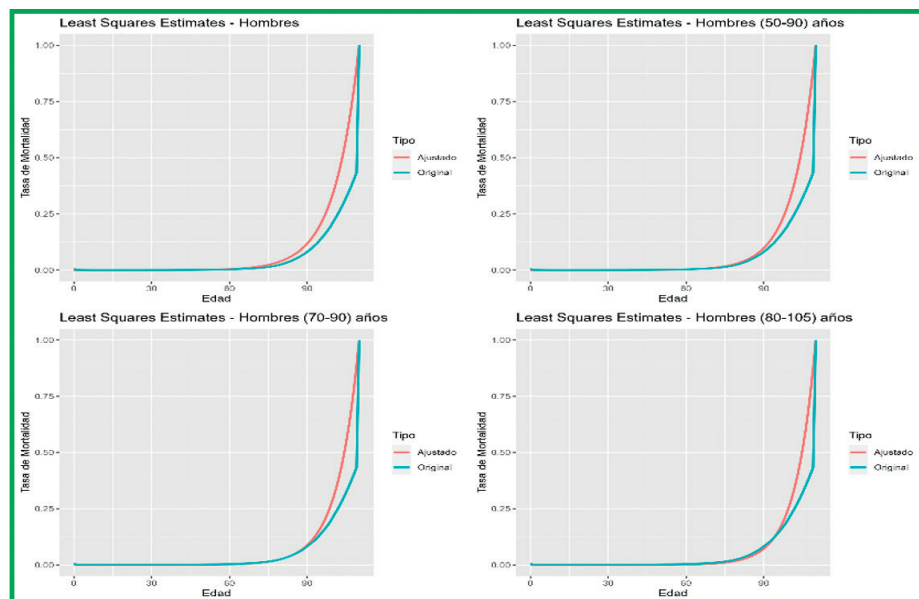 Least Squares Estimates - Hombres
1.00
0.75
0.50
0.25
0.00
Tasa de Mortalidad
0
30
60
90
Edad
Tipo
Ajustado
Original
Least Squares Estimates - Hombres (50-90) años
1.00
0.75
0.50
0.25
0.00
Tasa de Mortalidad
0
30
60
90
Edad
Tipo
Ajustado
Original
Least Squares Estimates - Hombres (70-90) años
1.00
0.75
0.50
0.25
0.00
Tasa de Mortalidad
0
30
60
90
Edad
Tipo
Ajustado
Original
Least Squares Estimates - Hombres (80-105) años
1.00
0.75
0.50
0.25
0.00
Tasa de Mortalidad
0
30
60
90
Edad
Tipo
Ajustado
Original